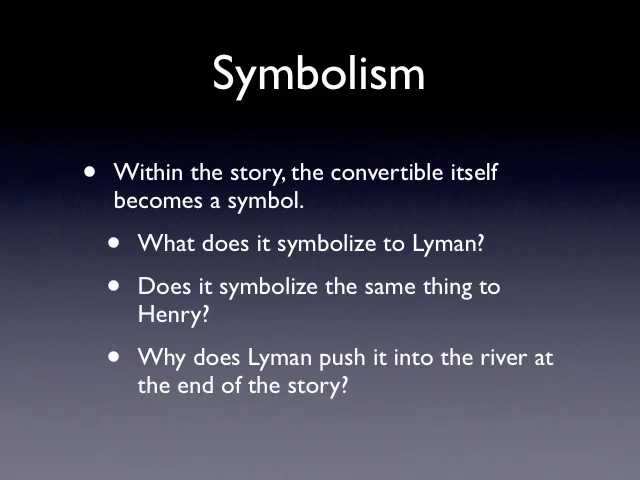 Symbolism
• Within the story, the convertible itself
becomes a symbol.
• What does it symbolize to Lyman?
• Does it symbolize the same thing to
Henry?
• Why does Lyman push it into the river at
the end of the story?